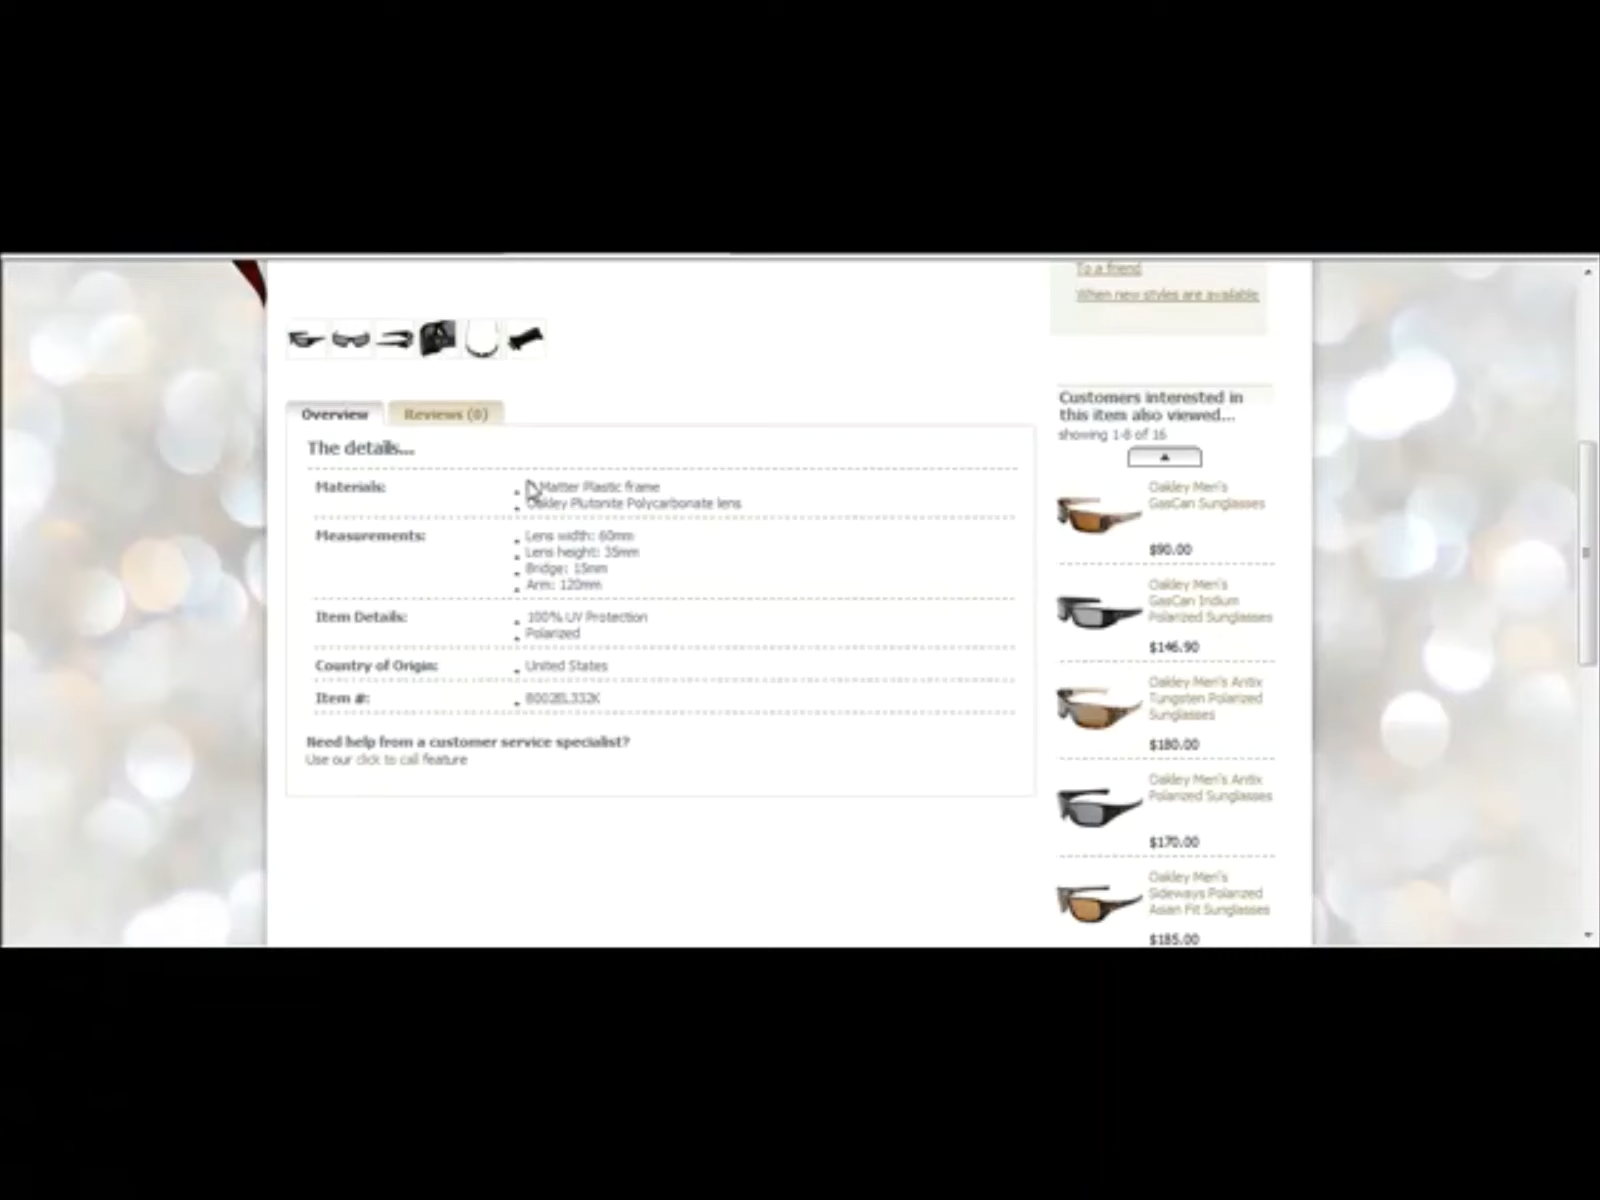 To a friend
When new styles are available
Overview
Reviews (0)
The details...
Materials:
Matter Plastic frame
Oakley Plutonite Polycarbonate lens
Measurements:
Lens width: 60mm
Lens height: 35mm
Bridge: 15mm
Arm: 120mm
Item Details:
100% UV Protection
Polarized
Country of Origin:
United States
Item #:
Need help from a customer service specialist?
Use our click to call feature
Customers interested in
this item also viewed...
showing 1-8 of 16
Oakley Men's
GasCan Sunglasses
$90.00
Oakley Men's
GasCan Iridium
Polarized Sunglasses
$146.90
Oakley Men's Antix
Tungsten Polarized
Sunglasses
$180.00
Oakley Men's Antix
Polarized Sunglasses
$170.00
Oakley Men's
Sideways Polarized
Asian Fit Sunglasses
$185.00